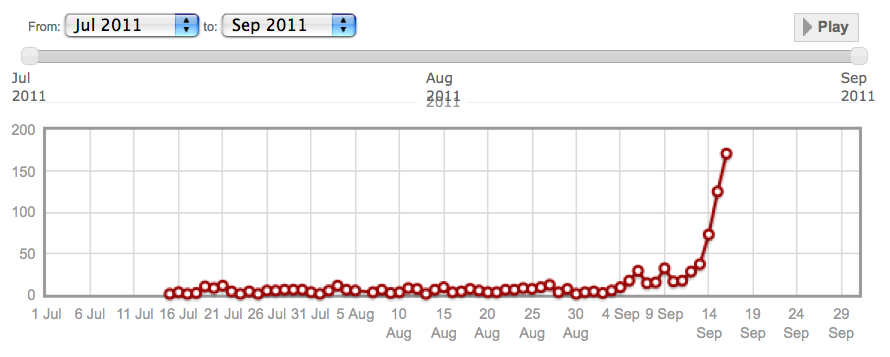 From: Jul 2011 to: Sep 2011 Play
Jul Aug Sep
2011 2011 2011
2011
200
150
100
50
0
1 Jul 6 Jul 11 Jul 16 Jul 21 Jul 26 Jul 31 Jul 5 Aug 10 15 20 25 30 4 Sep 9 Sep 14 19 24 29
Aug Aug Aug Aug Aug Sep Sep Sep Sep